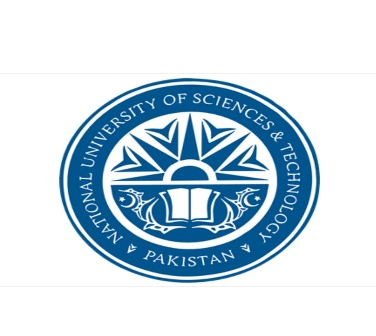 NATIONAL UNIVERSITY OF SCIENCES & TECHNOLOGY
PAKISTAN